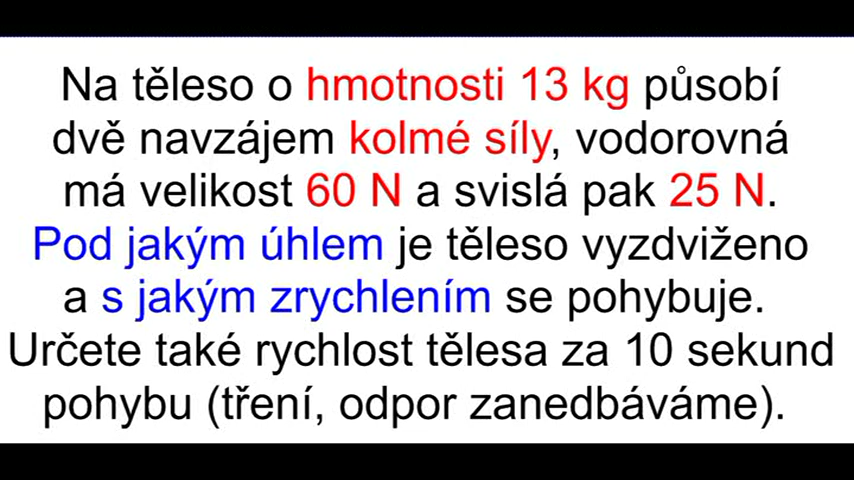 Na těleso o hmotnosti 13 kg působí
dvě navzájem kolmé síly, vodorovná
má velikost 60 N a svislá pak 25 N.
Pod jakým úhlem je těleso vyzdviženo
a s jakým zrychlením se pohybuje.
Určete také rychlost tělesa za 10 sekund
pohybu (tření, odpor zanedbáváme).